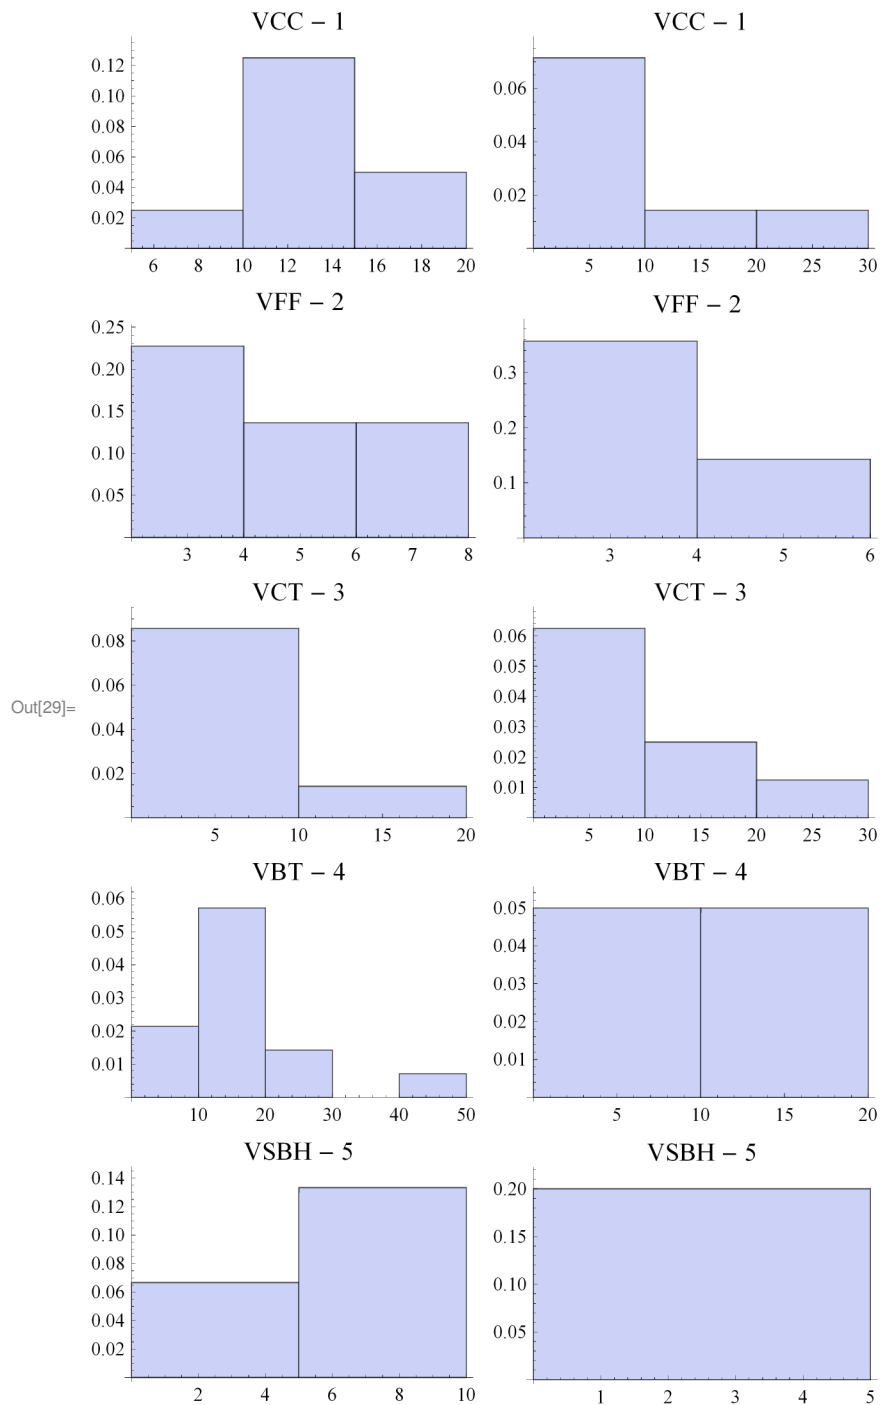 VCC – 1
0.12
0.10
0.08
0.06
0.04
0.02
6 8 10 12 14 16 18 20
VCC – 1
0.06
0.04
0.02
5 10 15 20 25 30
VFF – 2
0.25
0.20
0.15
0.10
0.05
3 4 5 6 7 8
VFF – 2
0.3
0.2
0.1
3 4 5 6
VCT – 3
0.08
0.06
0.04
0.02
5 10 15 20
VCT – 3
0.06
0.05
0.04
0.03
0.02
0.01
5 10 15 20 25 30
Out[29]=
VBT – 4
0.06
0.05
0.04
0.03
0.02
0.01
10 20 30 40 50
VBT – 4
0.05
0.04
0.03
0.02
0.01
5 10 15 20
VSBH – 5
0.14
0.12
0.10
0.08
0.06
0.04
0.02
2 4 6 8 10
VSBH – 5
0.20
0.15
0.10
0.05
1 2 3 4 5